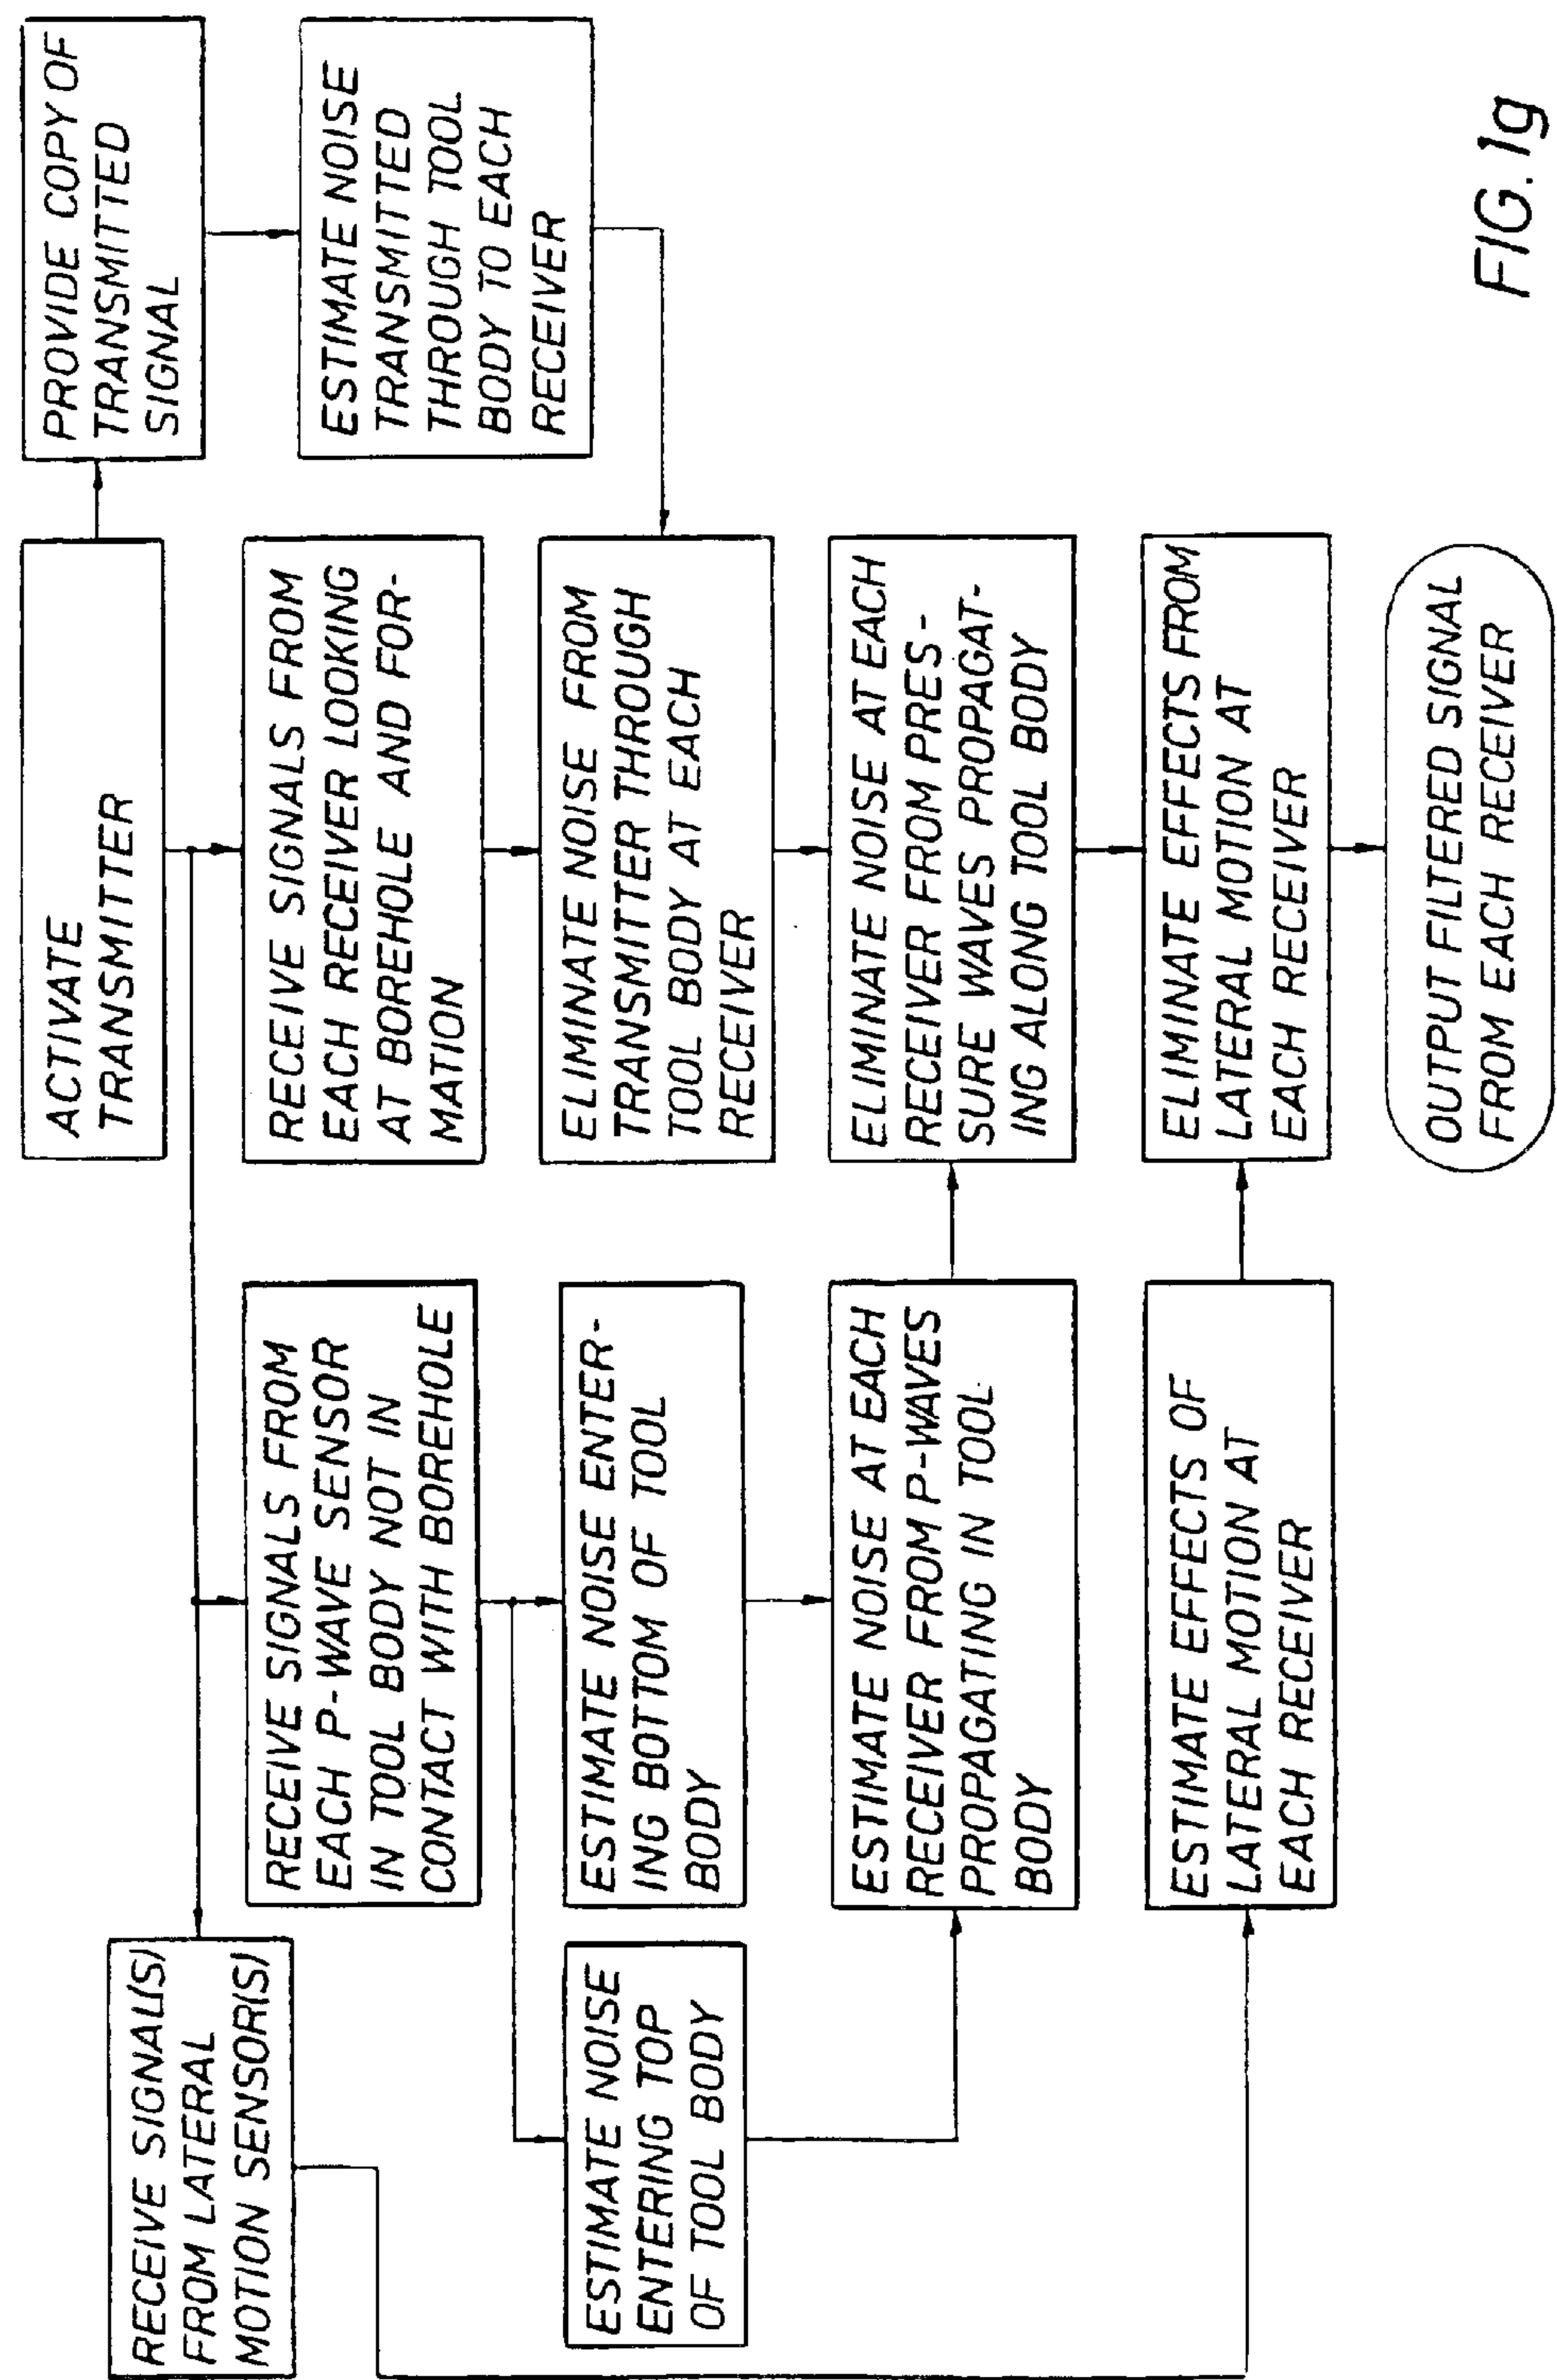 ACTIVATE
TRANSMITTER
PROVIDE COPY OF
TRANSMITTED
SIGNAL
RECEIVE SIGNAL(S)
FROM LATERAL
MOTION SENSOR(S)
RECEIVE SIGNALS FROM
EACH P-WAVE SENSOR
IN TOOL BODY NOT IN
CONTACT WITH BOREHOLE
RECEIVE SIGNALS FROM
EACH RECEIVER LOOKING
AT BOREHOLE AND FOR-
MATION
ESTIMATE NOISE
TRANSMITTED
THROUGH TOOL
BODY TO EACH
RECEIVER
ESTIMATE NOISE
ENTERING TOP
OF TOOL BODY
ESTIMATE NOISE ENTER-
ING BOTTOM OF TOOL
BODY
ELIMINATE NOISE FROM
TRANSMITTER THROUGH
TOOL BODY AT EACH
RECEIVER
ESTIMATE NOISE AT EACH
RECEIVER FROM P-WAVES
PROPAGATING IN TOOL
BODY
ELIMINATE NOISE AT EACH
RECEIVER FROM PRES-
SURE WAVES PROPAGAT-
ING ALONG TOOL BODY
ESTIMATE EFFECTS OF
LATERAL MOTION AT
EACH RECEIVER
ELIMINATE EFFECTS FROM
LATERAL MOTION AT
EACH RECEIVER
OUTPUT FILTERED SIGNAL
FROM EACH RECEIVER
FIG. 1g